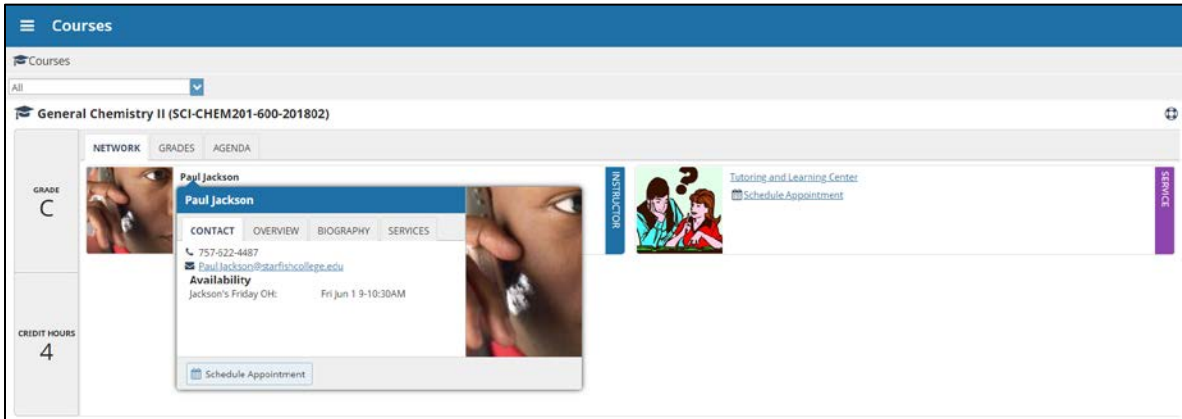 Courses
Courses
All
General Chemistry II (SCI-CHEM201-600-201802)
NETWORK GRADES AGENDA
GRADE
C
CREDIT HOURS
4
Paul Jackson
Paul Jackson
CONTACT OVERVIEW BIOGRAPHY SERVICES
757-622-4487
Paul.Jackson@starfishcollege.edu
Availability
Jackson's Friday OH: Fri Jun 1 9-10:30AM
Schedule Appointment
INSTRUCTOR
Tutoring and Learning Center
Schedule Appointment
SERVICE